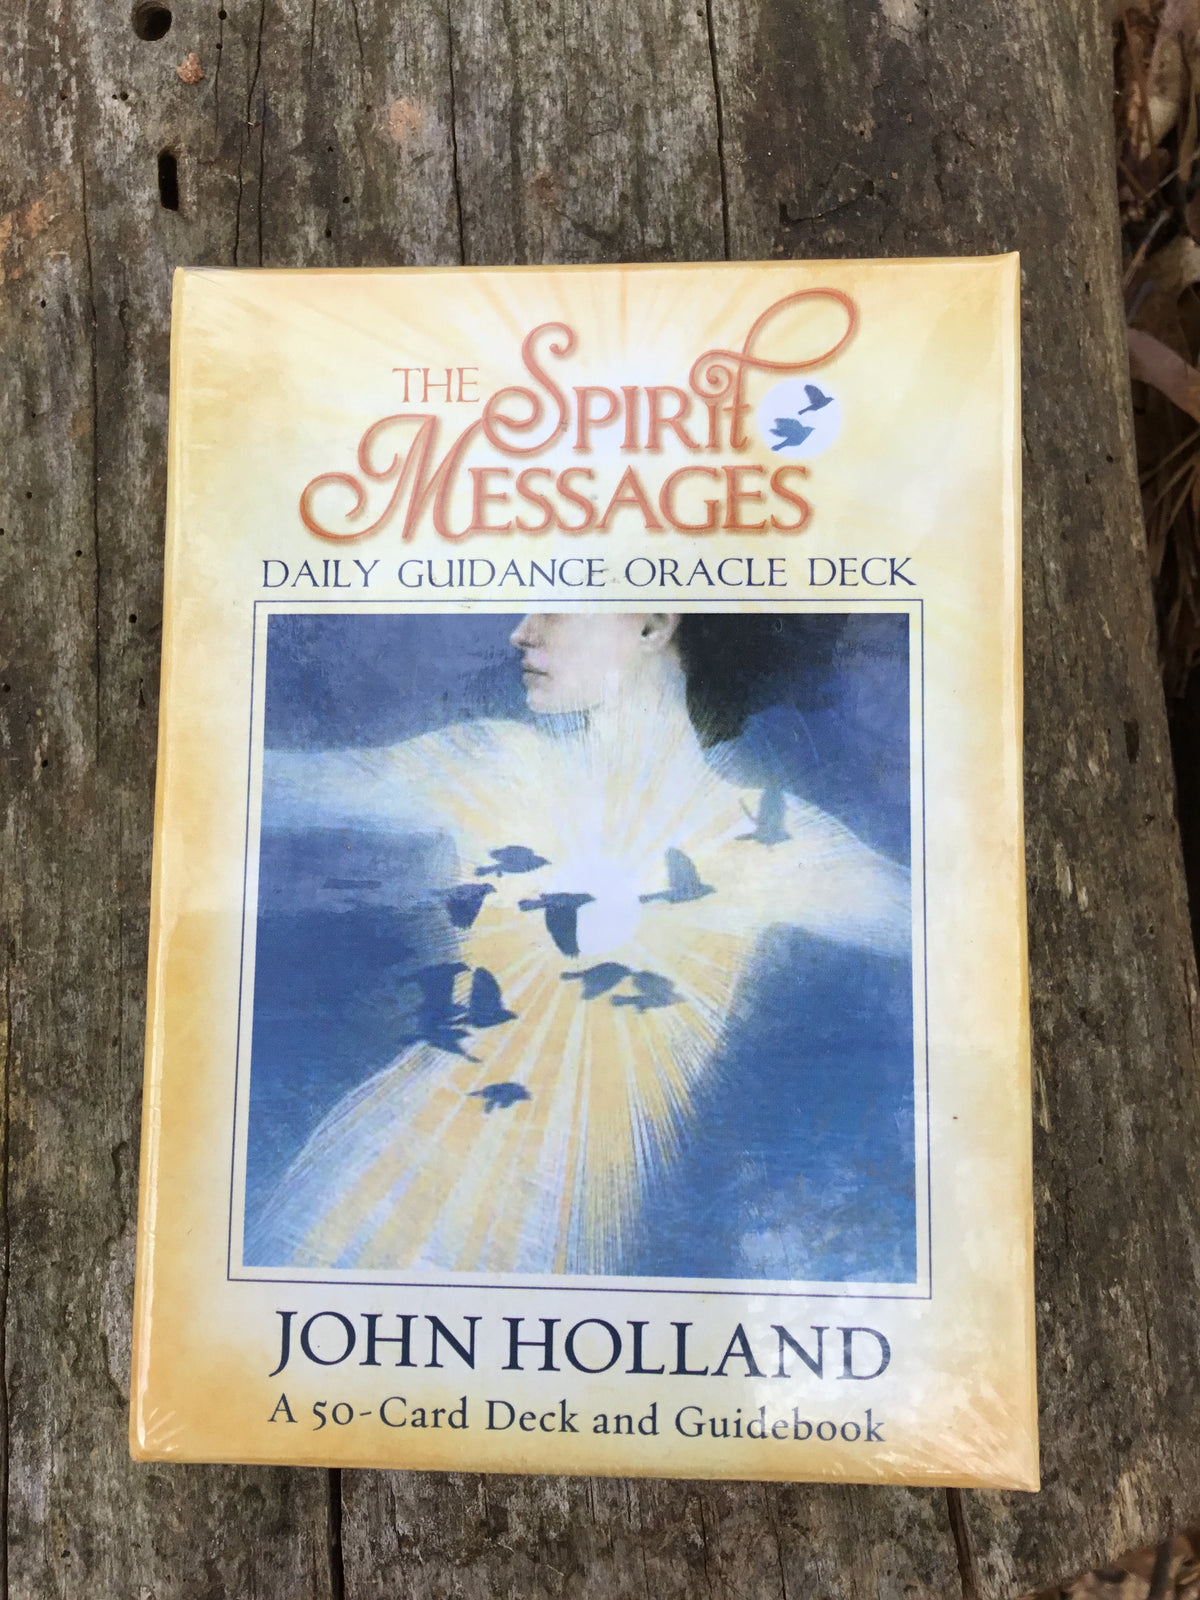 THE SPIRit
MESSAGES
DAILY GUIDANCE ORACLE DECK
JOHN HOLLAND
A 50-Card Deck and Guidebook